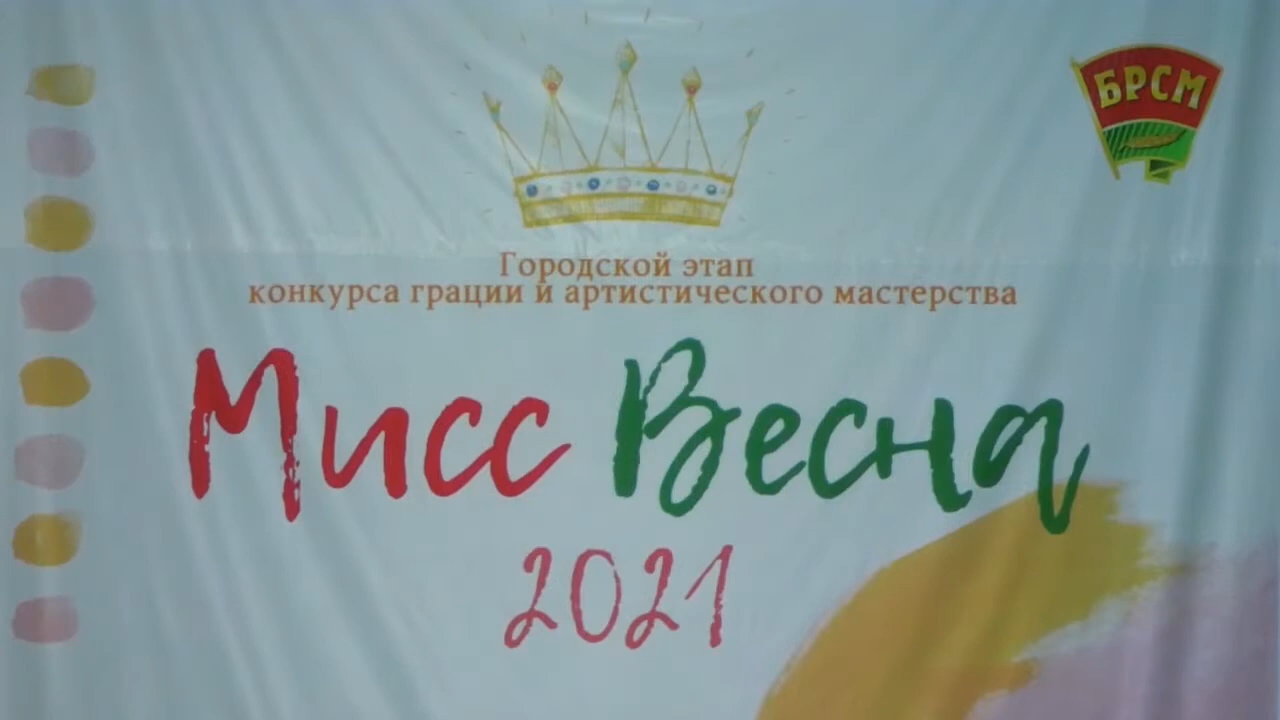 БРСМ
Городской этап
конкурса грации и артистического мастерства
Мисс Весна
2021